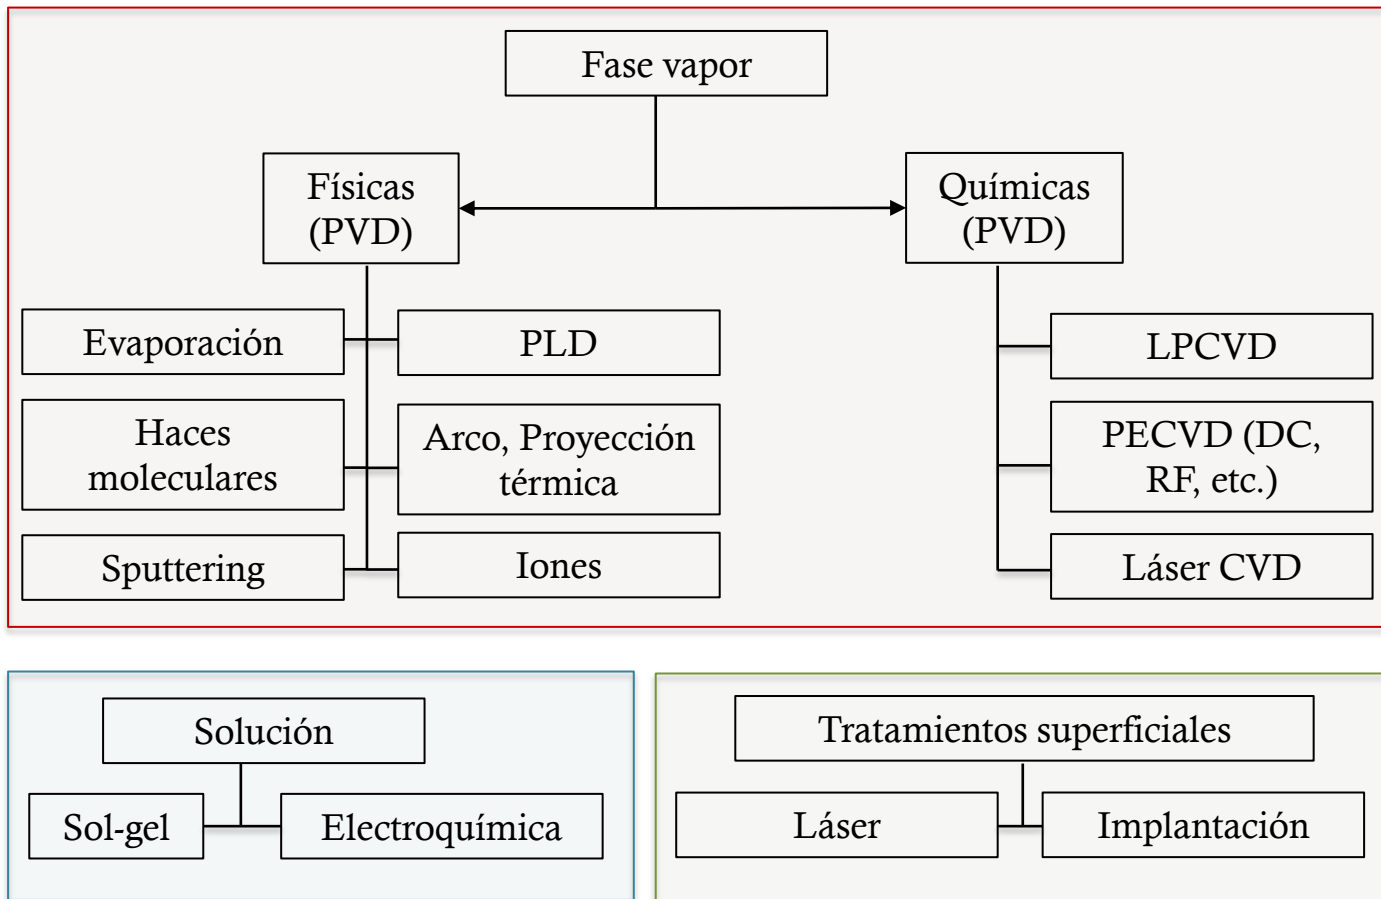 Fase vapor
Físicas
(PVD)
Químicas
(PVD)
Evaporación
PLD
Haces
moleculares
Arco, Proyección
térmica
Sputtering
Iones
LPCVD
PECVD (DC,
RF, etc.)
Láser CVD
Solución
Sol-gel
Electroquímica
Tratamientos superficiales
Láser
Implantación